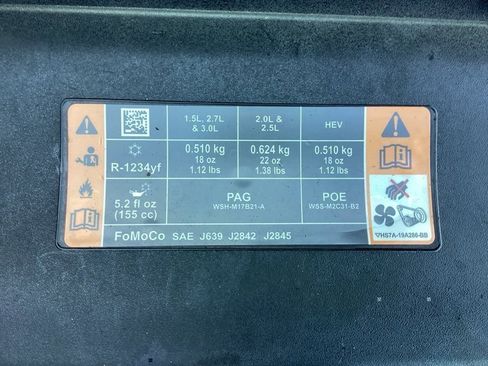 1.5L, 2.7L & 3.0L
2.0L & 2.5L
HEV
R-1234yf
0.510 kg
18 oz
1.12 lbs
0.624 kg
22 oz
1.38 lbs
0.510 kg
18 oz
1.12 lbs
5.2 fl oz
(155 cc)
PAG
WSH-M17B21-A
POE
WSS-M2C31-B2
FoMoCo SAE J639 J2842 J2845
HS7A-19A286-BB